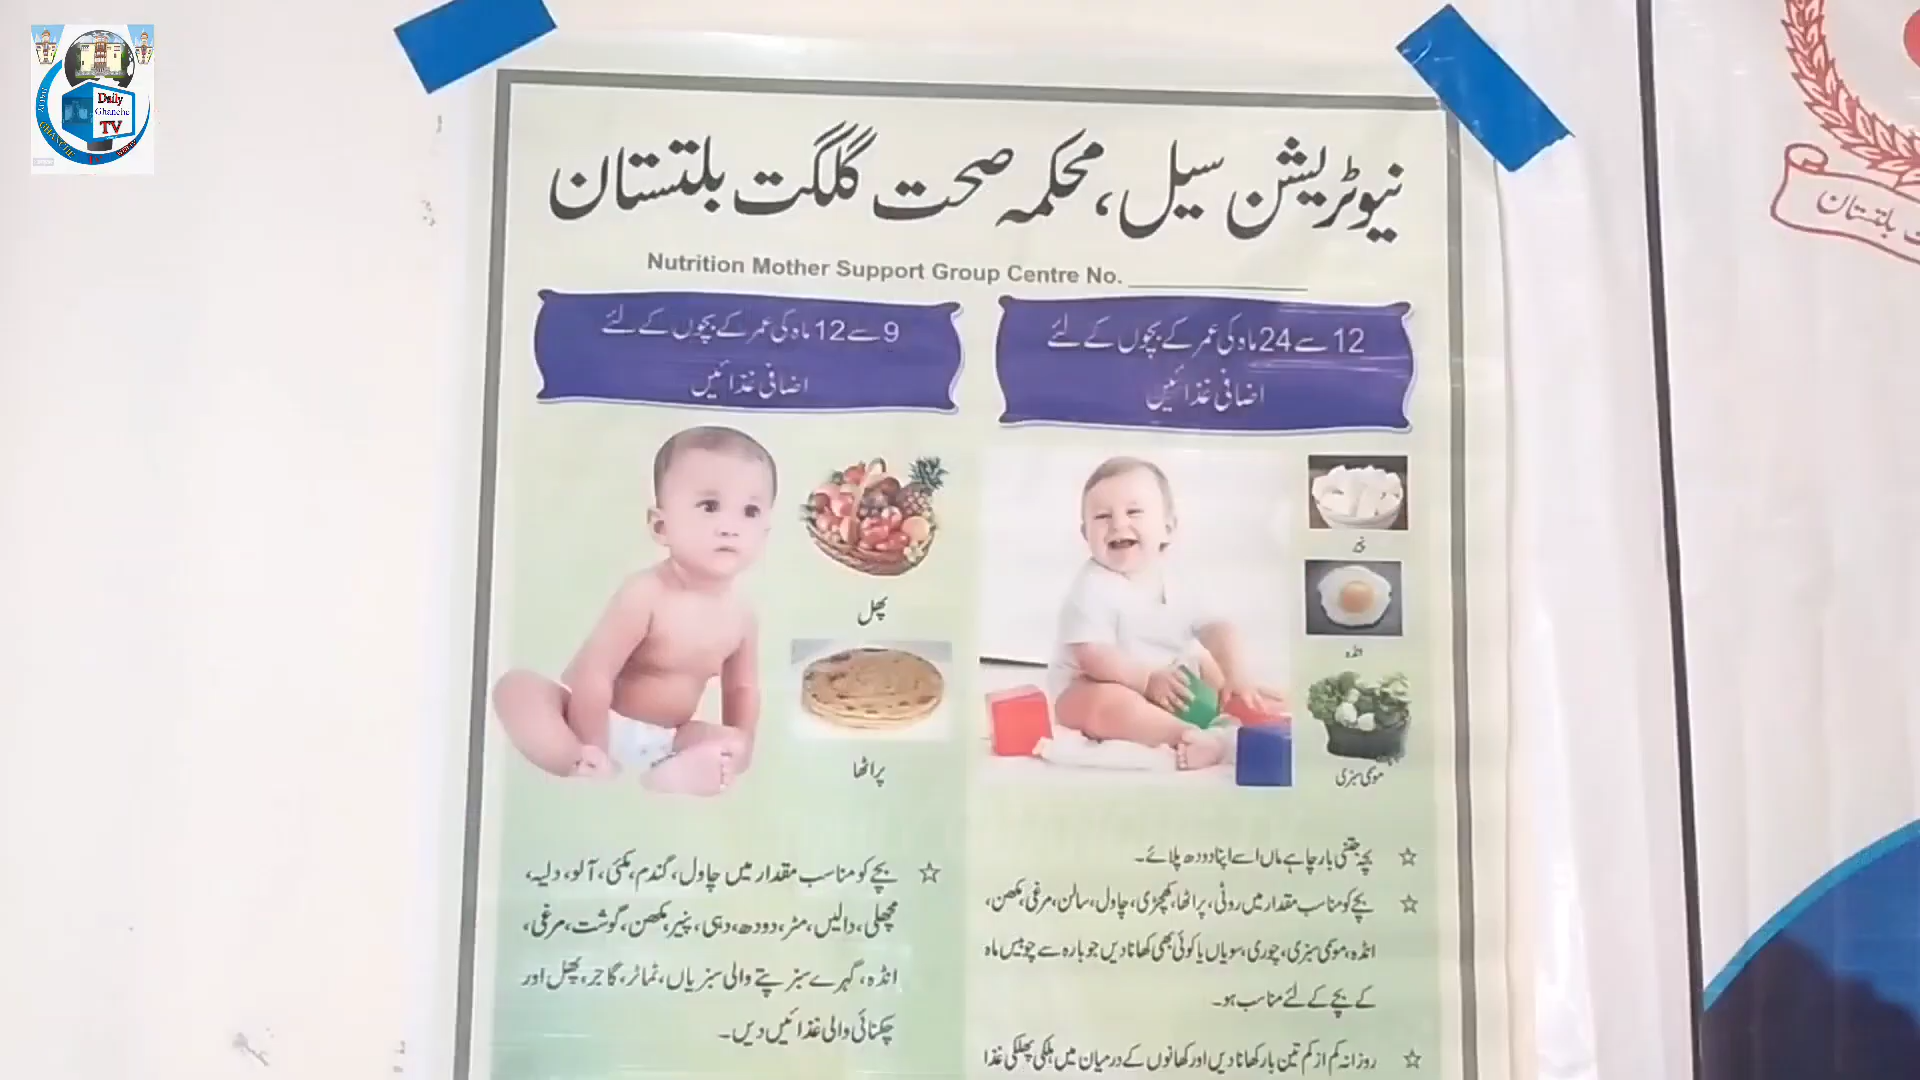 Daily
Ghanche
TV
نیوٹریشن سیل، محکمہ صحت گلگت بلتستان
Nutrition Mother Support Group Centre No.
12 سے 24 ماہ کی عمر کے بچوں کے لئے
اضافی غذائیں
پنیر
انڈہ
موسمی سبزی
☆ بچہ جتنی بار چاہے ماں اسے اپنا دودھ پلائے۔
☆ بچے کو مناسب مقدار میں روٹی، پراٹھا، کھچڑی، چاول، سالن، مرغی، مکھن،
انڈہ، موسمی سبزی، چوری، سویاں یا کوئی بھی کھانا دیں جو بارہ سے چوبیس ماہ
کے بچے کے لئے مناسب ہو۔
☆ روزانہ کم از کم تین بار کھانا دیں اور کھانوں کے درمیان میں ہلکی پھلکی غذا
9 سے 12 ماہ کی عمر کے بچوں کے لئے
اضافی غذائیں
پھل
پراٹھا
☆ بچے کو مناسب مقدار میں چاول، گندم، مکئی، آلو، دلیہ،
مچھلی، دالیں، مٹر، دودھ، دہی، پنیر، مکھن، گوشت، مرغی،
انڈہ، گہرے سبز پتے والی سبزیاں، ٹماٹر، گاجر، پھل اور
چکنائی والی غذائیں دیں۔
بلتستان